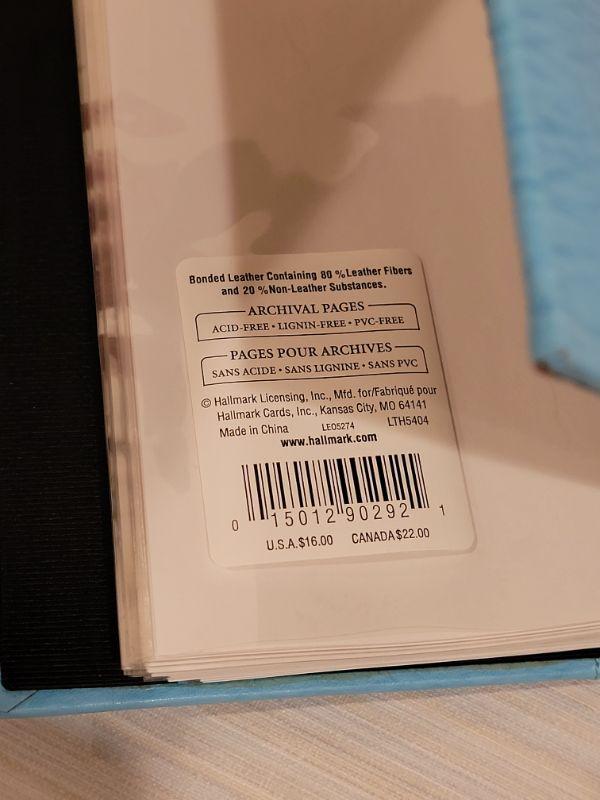 Bonded Leather Containing 80 %Leather Fibers
and 20 %Non-Leather Substances.
ARCHIVAL PAGES
ACID-FREE • LIGNIN-FREE • PVC-FREE
PAGES POUR ARCHIVES
SANS ACIDE • SANS LIGNINE • SANS PVC
© Hallmark Licensing, Inc., Mfd. for/Fabriqué pour
Hallmark Cards, Inc., Kansas City, MO 64141
Made in China LEO5274 LTH5404
www.hallmark.com
0 15012 90292 1
U.S.A.$16.00 CANADA$22.00